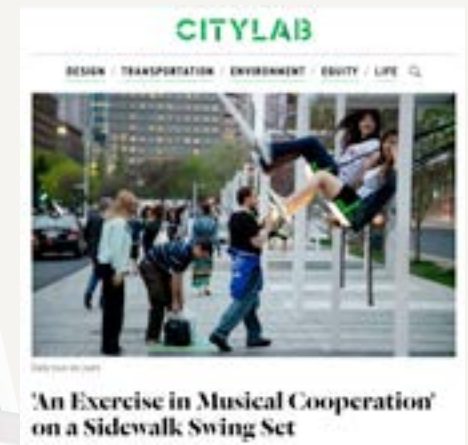 CITYLAB
DESIGN / TRANSPORTATION / ENVIRONMENT / EQUITY / LIFE
'An Exercise in Musical Cooperation'
on a Sidewalk Swing Set